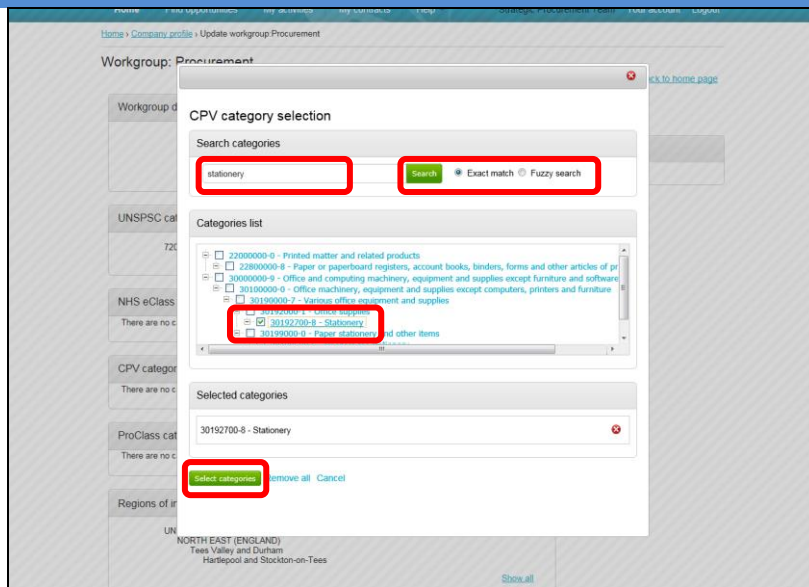 Home Find opportunities My activities My contracts Help Strategic Procurement Team Your account Logout
Home › Company profile › Update workgroup:Procurement
Workgroup: Procurement
ck to home page
Workgroup d
CPV category selection
Search categories
stationery Search Exact match Fuzzy search
UNSPSC cat
720
Categories list
22000000-0 - Printed matter and related products
22800000-8 - Paper or paperboard registers, account books, binders, forms and other articles of pr
30000000-9 - Office and computing machinery, equipment and supplies except furniture and software
30100000-0 - Office machinery, equipment and supplies except computers, printers and furniture
30190000-7 - Various office equipment and supplies
30192000-1 - Office supplies
30192700-8 - Stationery
30199000-0 - Paper stationery and other items
NHS eClass
There are no c
CPV categor
There are no c
Selected categories
30192700-8 - Stationery
ProClass cat
There are no c
Select categories Remove all Cancel
Regions of in
UN
NORTH EAST (ENGLAND)
Tees Valley and Durham
Hartlepool and Stockton-on-Tees
Show all